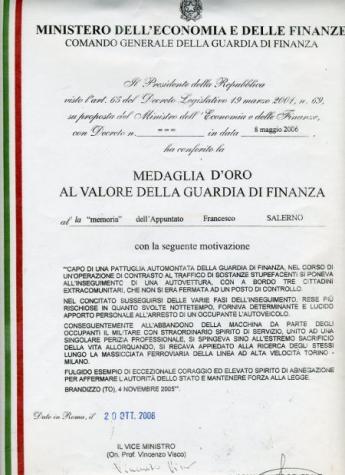 MINISTERO DELL'ECONOMIA E DELLE FINANZE
COMANDO GENERALE DELLA GUARDIA DI FINANZA
Il Presidente della Repubblica
visto l'art. 63 del Decreto Legislativo 19 marzo 2001, n. 69,
su proposta del Ministro dell'Economia e delle Finanze,
con Decreto n. === in data 8 maggio 2006
ha conferito la
MEDAGLIA D'ORO
AL VALORE DELLA GUARDIA DI FINANZA
al la "memoria" dell'Appuntato Francesco SALERNO
con la seguente motivazione
"CAPO DI UNA PATTUGLIA AUTOMONTATA DELLA GUARDIA DI FINANZA, NEL CORSO DI
UN'OPERAZIONE DI CONTRASTO AL TRAFFICO DI SOSTANZE STUPEFACENTI SI PONEVA
ALL'INSEGUIMENTO DI UNA AUTOVETTURA, CON A BORDO TRE CITTADINI
EXTRACOMUNITARI, CHE NON SI ERA FERMATA AD UN POSTO DI CONTROLLO.
NEL CONCITATO SUSSEGUIRSI DELLE VARIE FASI DELL'INSEGUIMENTO, RESE PIÙ
RISCHIOSE IN QUANTO SVOLTE NOTTETEMPO, FORNIVA DETERMINANTE E LUCIDO
APPORTO PERSONALE ALL'ARRESTO DI UN OCCUPANTE L'AUTOVEICOLO.
CONSEGUENTEMENTE ALL'ABBANDONO DELLA MACCHINA DA PARTE DEGLI
OCCUPANTI IL MILITARE CON STRAORDINARIO SPIRITO DI SERVIZIO, UNITO AD UNA
SINGOLARE PERIZIA PROFESSIONALE, SI SPINGEVA SINO ALL'ESTREMO SACRIFICIO
DELLA VITA ALLORQUANDO, SI RECAVA APPIEDATO ALLA RICERCA DEGLI STESSI
LUNGO LA MASSICCIATA FERROVIARIA DELLA LINEA AD ALTA VELOCITÀ TORINO -
MILANO.
FULGIDO ESEMPIO DI ECCEZIONALE CORAGGIO ED ELEVATO SPIRITO DI ABNEGAZIONE
PER AFFERMARE L'AUTORITÀ DELLO STATO E MANTENERE FORZA ALLA LEGGE.
BRANDIZZO (TO), 4 NOVEMBRE 2005"
Dato in Roma, il 20 OTT. 2006
IL VICE MINISTRO
(On. Prof. Vincenzo Visco)